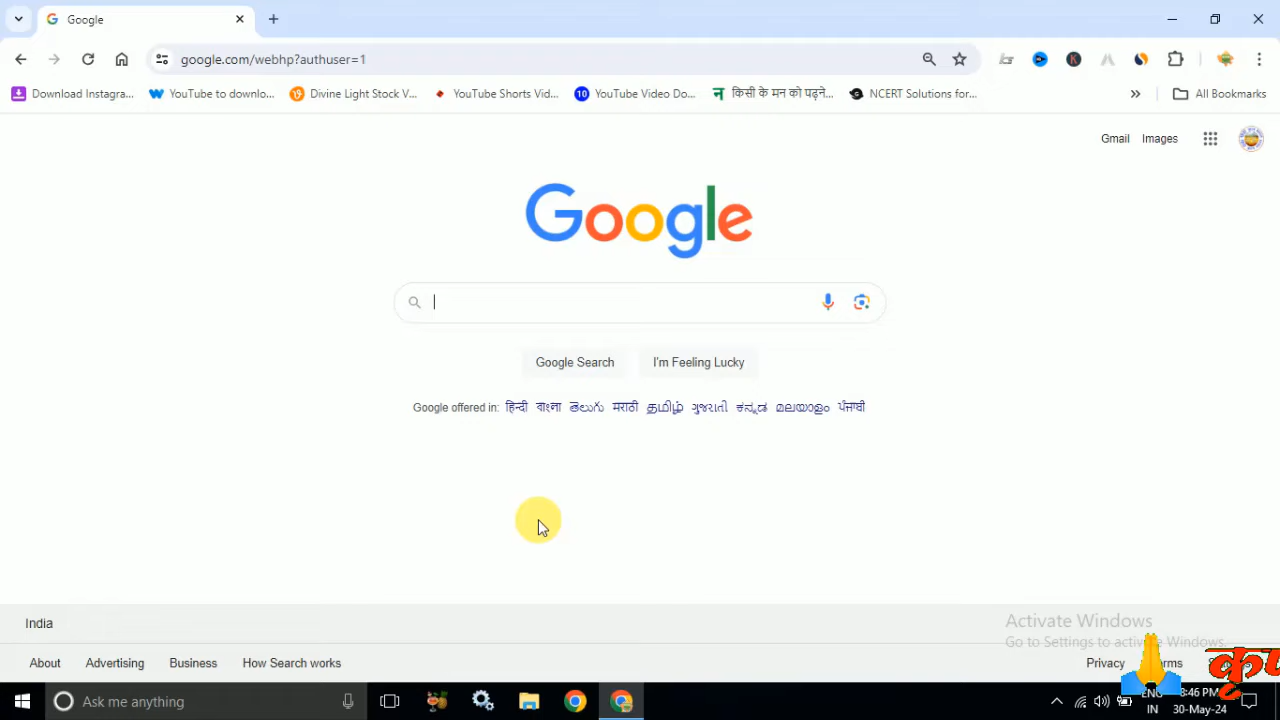 Google
google.com/webhp?authuser=1
Download Instagra...
YouTube to downlo...
Divine Light Stock V...
YouTube Shorts Vid...
10
YouTube Video Do...
न
किसी के मन को पढ़ने...
NCERT Solutions for...
All Bookmarks
Gmail
Images
Google
Google Search
I'm Feeling Lucky
Google offered in: हिन्दी বাংলা తెలుగు मराठी தமிழ் ગુજરાતી ಕನ್ನಡ മലയാളം ਪੰਜਾਬੀ
India
Activate Windows
Go to Settings to activate Windows.
About
Advertising
Business
How Search works
Privacy
Ask me anything
8:46 PM
IN
30-May-24